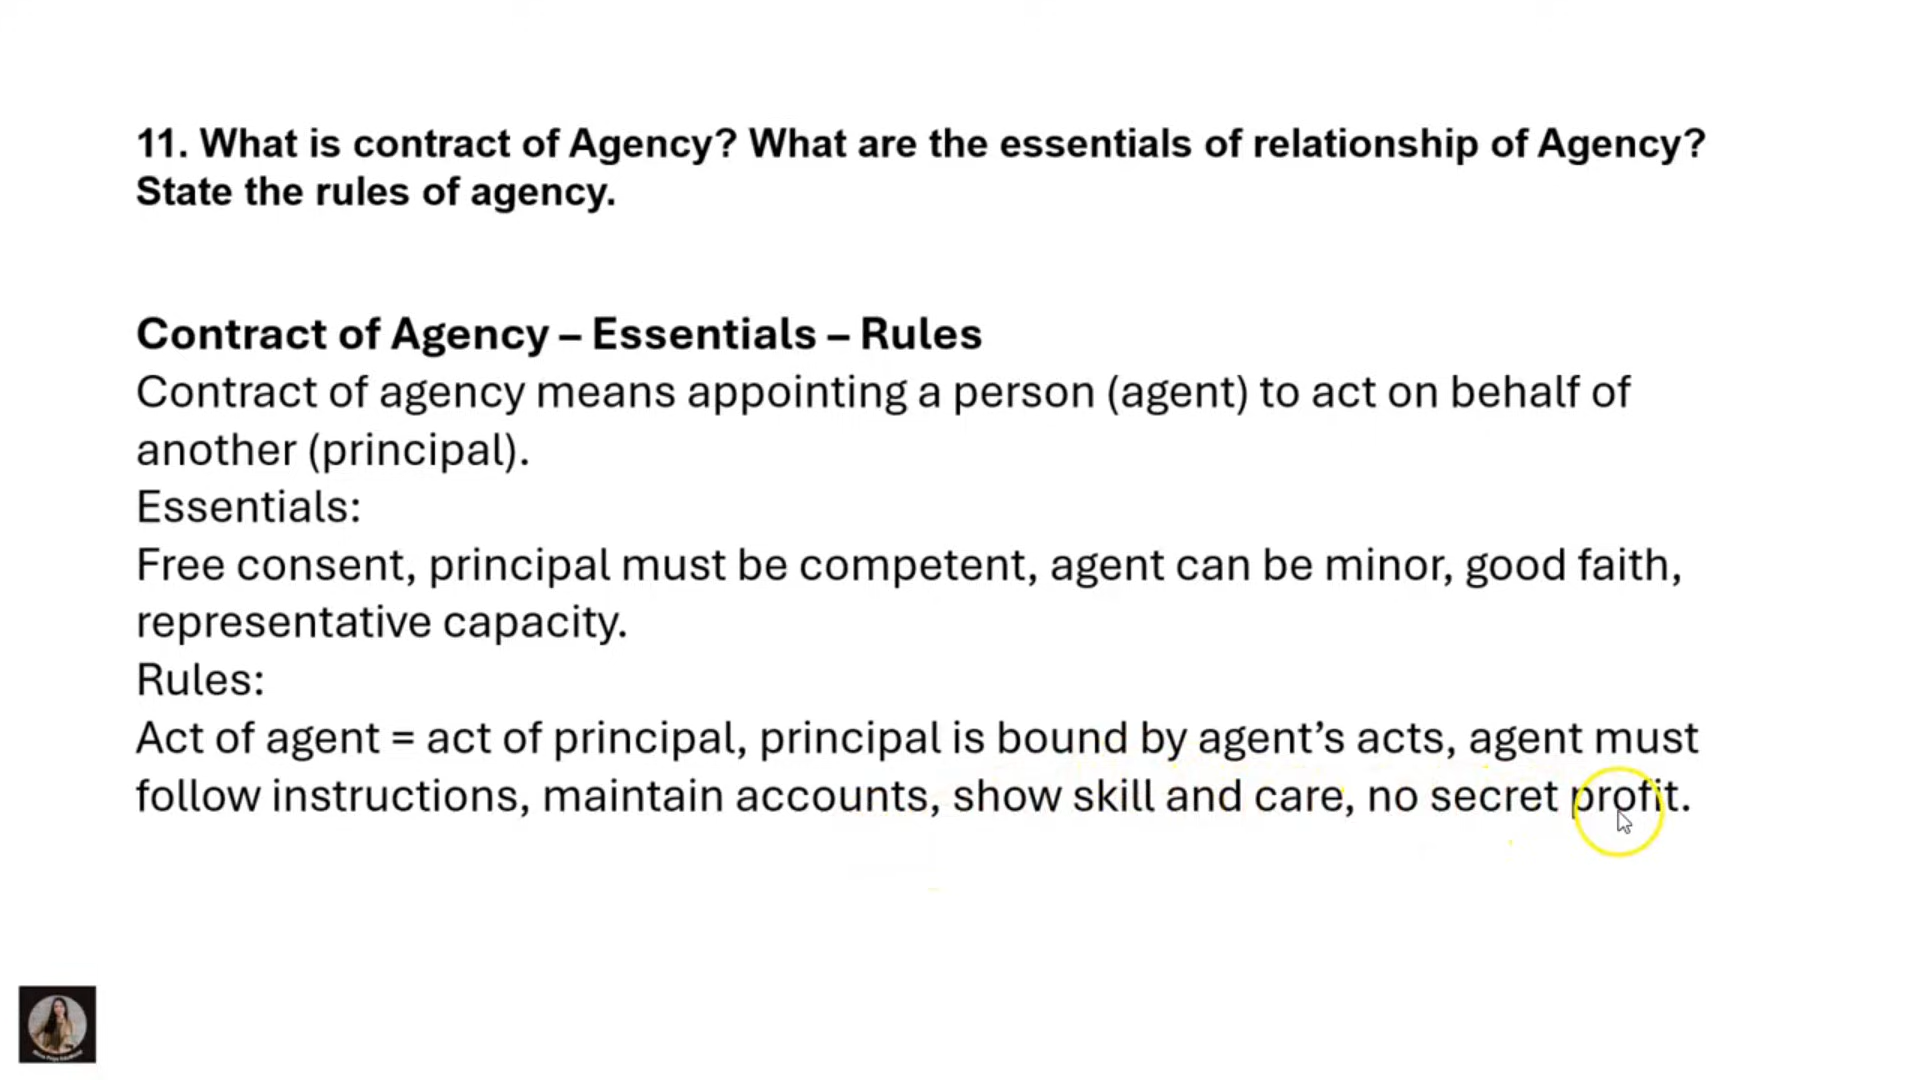 11. What is contract of Agency? What are the essentials of relationship of Agency?
State the rules of agency.
Contract of Agency – Essentials – Rules
Contract of agency means appointing a person (agent) to act on behalf of
another (principal).
Essentials:
Free consent, principal must be competent, agent can be minor, good faith,
representative capacity.
Rules:
Act of agent = act of principal, principal is bound by agent’s acts, agent must
follow instructions, maintain accounts, show skill and care, no secret profit.